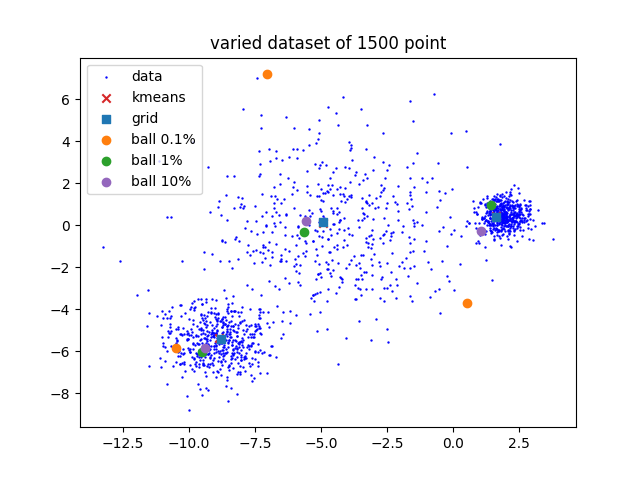 varied dataset of 1500 point
data
kmeans
grid
ball 0.1%
ball 1%
ball 10%
6
4
2
0
−2
−4
−6
−8
−12.5 −10.0 −7.5 −5.0 −2.5 0.0 2.5